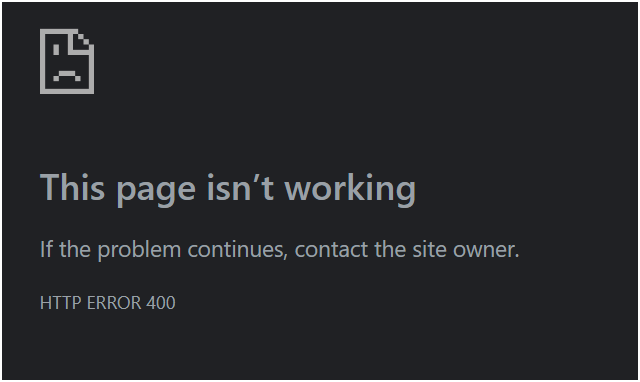 This page isn’t working
If the problem continues, contact the site owner.
HTTP ERROR 400